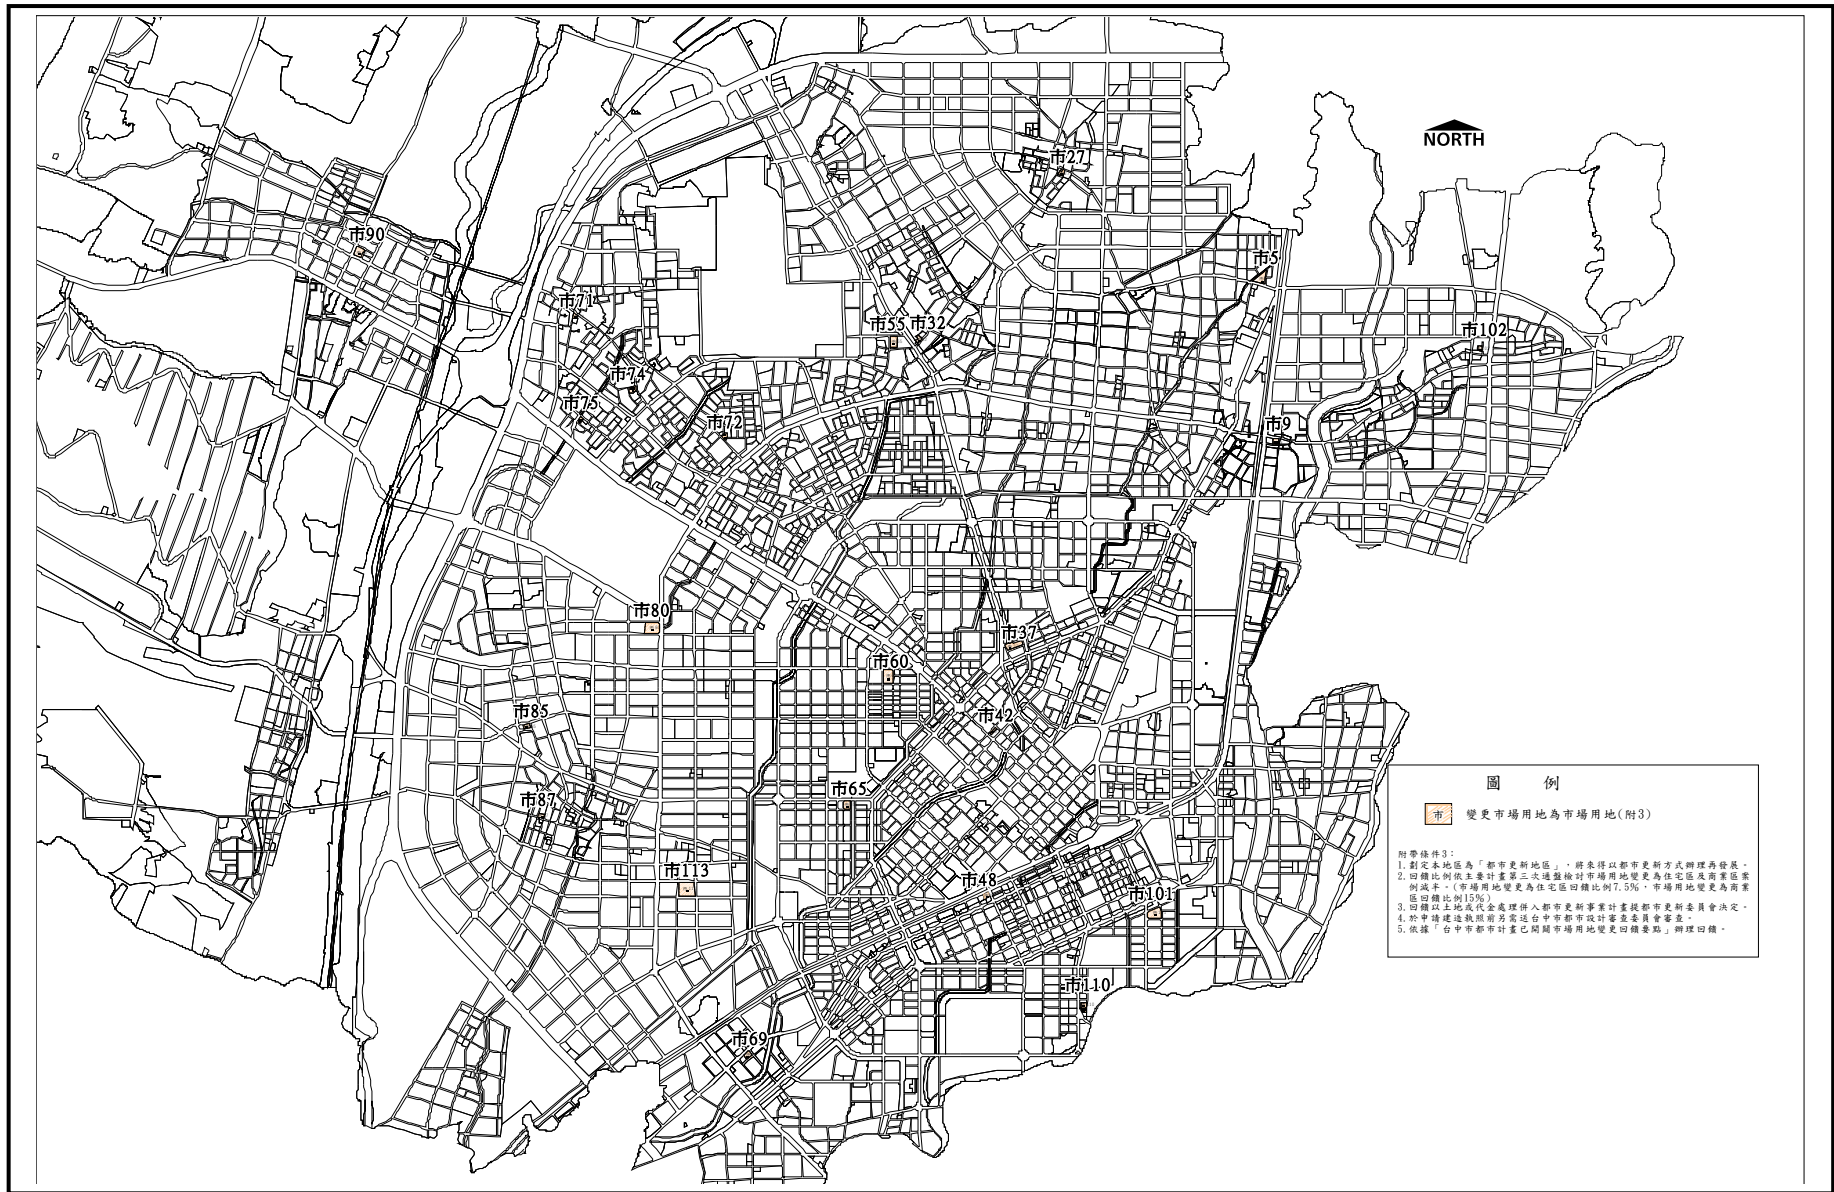 NORTH
市27
市90
市5
市71
市55
市32
市102
市74
市75
市72
市9
市80
市37
市60
市85
市42
市65
市87
市113
市48
市101
市110
市69
圖 例
市 變更市場用地為市場用地(附3)
附帶條件3:
1.劃定本地區為「都市更新地區」,將來得以都市更新方式辦理再發展。
2.回饋比例依主要計畫第三次通盤檢討市場用地變更為住宅區及商業區案
例減半。(市場用地變更為住宅區回饋比例7.5%,市場用地變更為商業
區回饋比例15%)
3.回饋以土地或代金處理併入都市更新事業計畫提都市更新委員會決定。
4.於申請建造執照前另需送台中市都市設計審查委員會審查。
5.依據「台中市都市計畫已開闢市場用地變更回饋要點」辦理回饋。